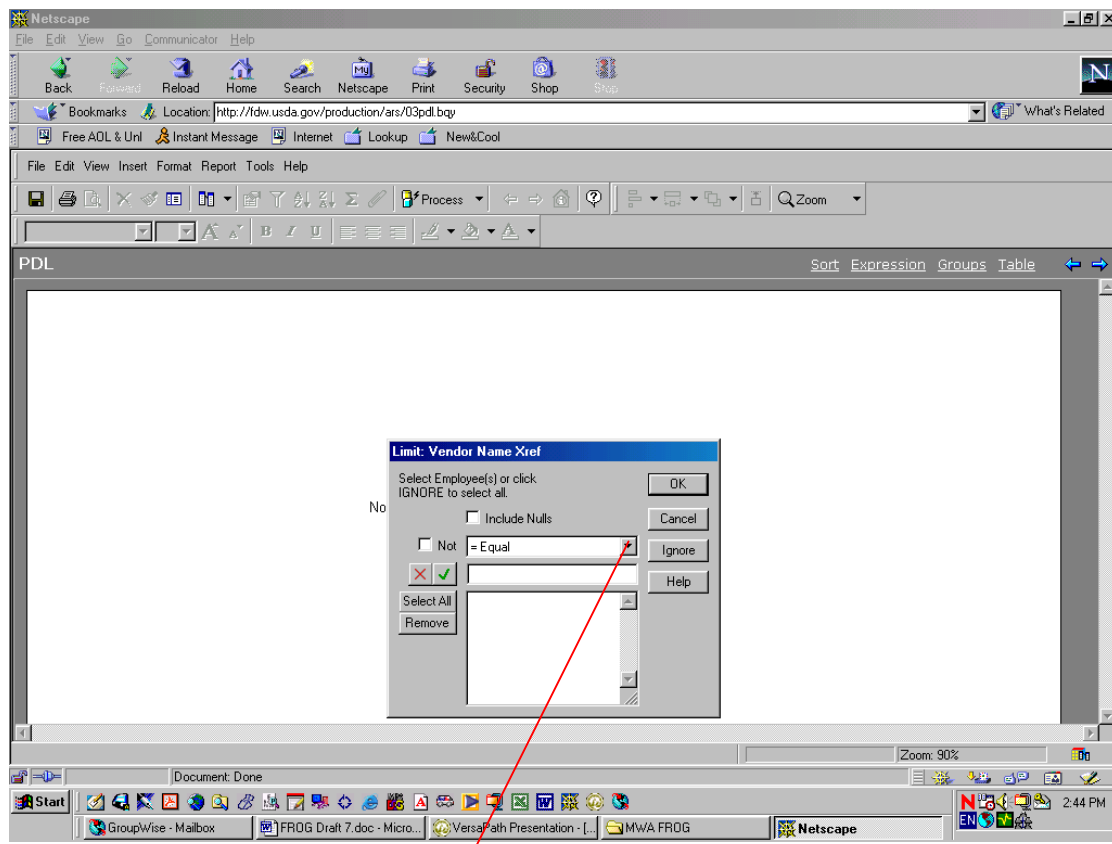 Netscape
File Edit View Go Communicator Help
Back Forward Reload Home Search Netscape Print Security Shop Stop
My
N
Bookmarks Location: http://fdw.usda.gov/production/ars/03pdl.bqy What's Related
Free AOL & Unl Instant Message Internet Lookup New&Cool
File Edit View Insert Format Report Tools Help
Process Zoom
B I U
PDL Sort Expression Groups Table
Limit: Vendor Name Xref
Select Employee(s) or click
IGNORE to select all.
OK
No
Include Nulls
Cancel
Not
= Equal
Ignore
Help
Select All
Remove
Zoom: 90%
Document: Done
Start
2:44 PM
EN
GroupWise - Mailbox FROG Draft 7.doc - Micro... VersaPath Presentation - [... MWA FROG Netscape